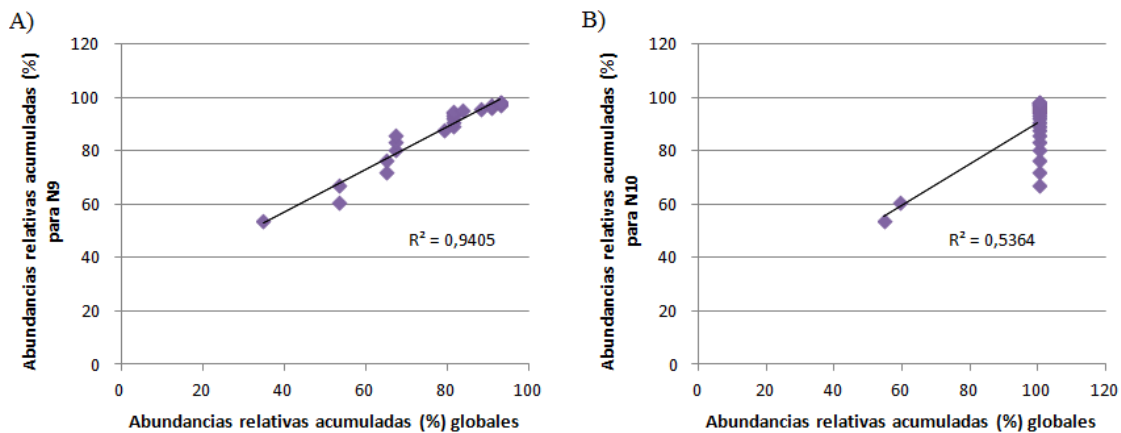 A)
Abundancias relativas acumuladas (%)
para N9
120
100
80
60
40
20
0
R² = 0,9405
0 20 40 60 80 100
Abundancias relativas acumuladas (%) globales
B)
Abundancias relativas acumuladas (%)
para N10
120
100
80
60
40
20
0
R² = 0,5364
0 20 40 60 80 100 120
Abundancias relativas acumuladas (%) globales